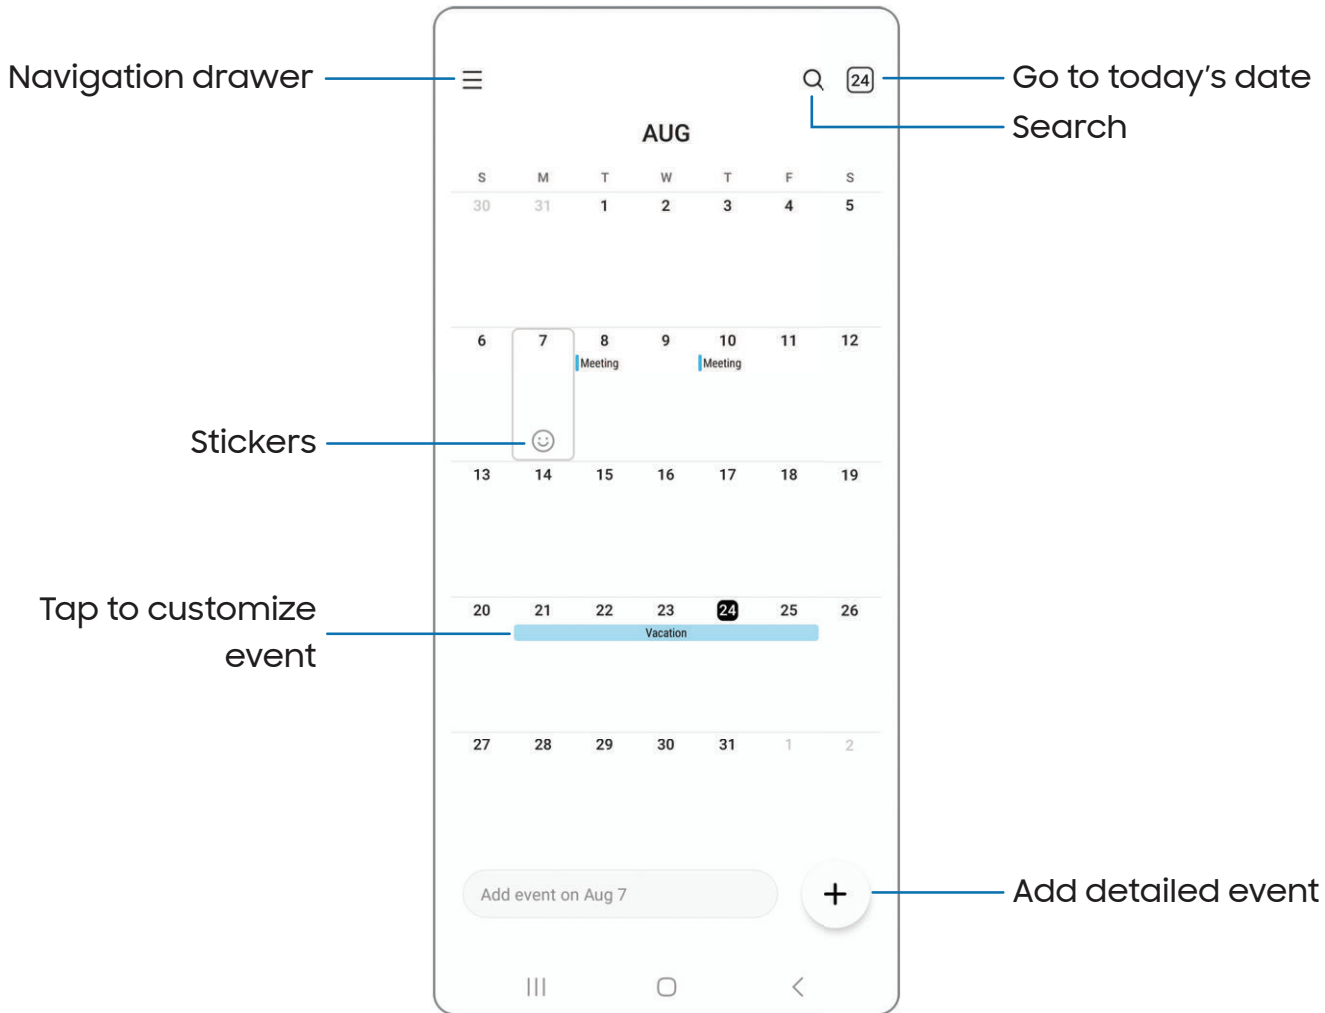 Navigation drawer
24
Go to today's date
Search
AUG
S M T W T F S
30 31 1 2 3 4 5
6 7 8 9 10 11 12
Meeting Meeting
Stickers
13 14 15 16 17 18 19
Tap to customize
event
20 21 22 23 24 25 26
Vacation
27 28 29 30 31 1 2
Add event on Aug 7
Add detailed event